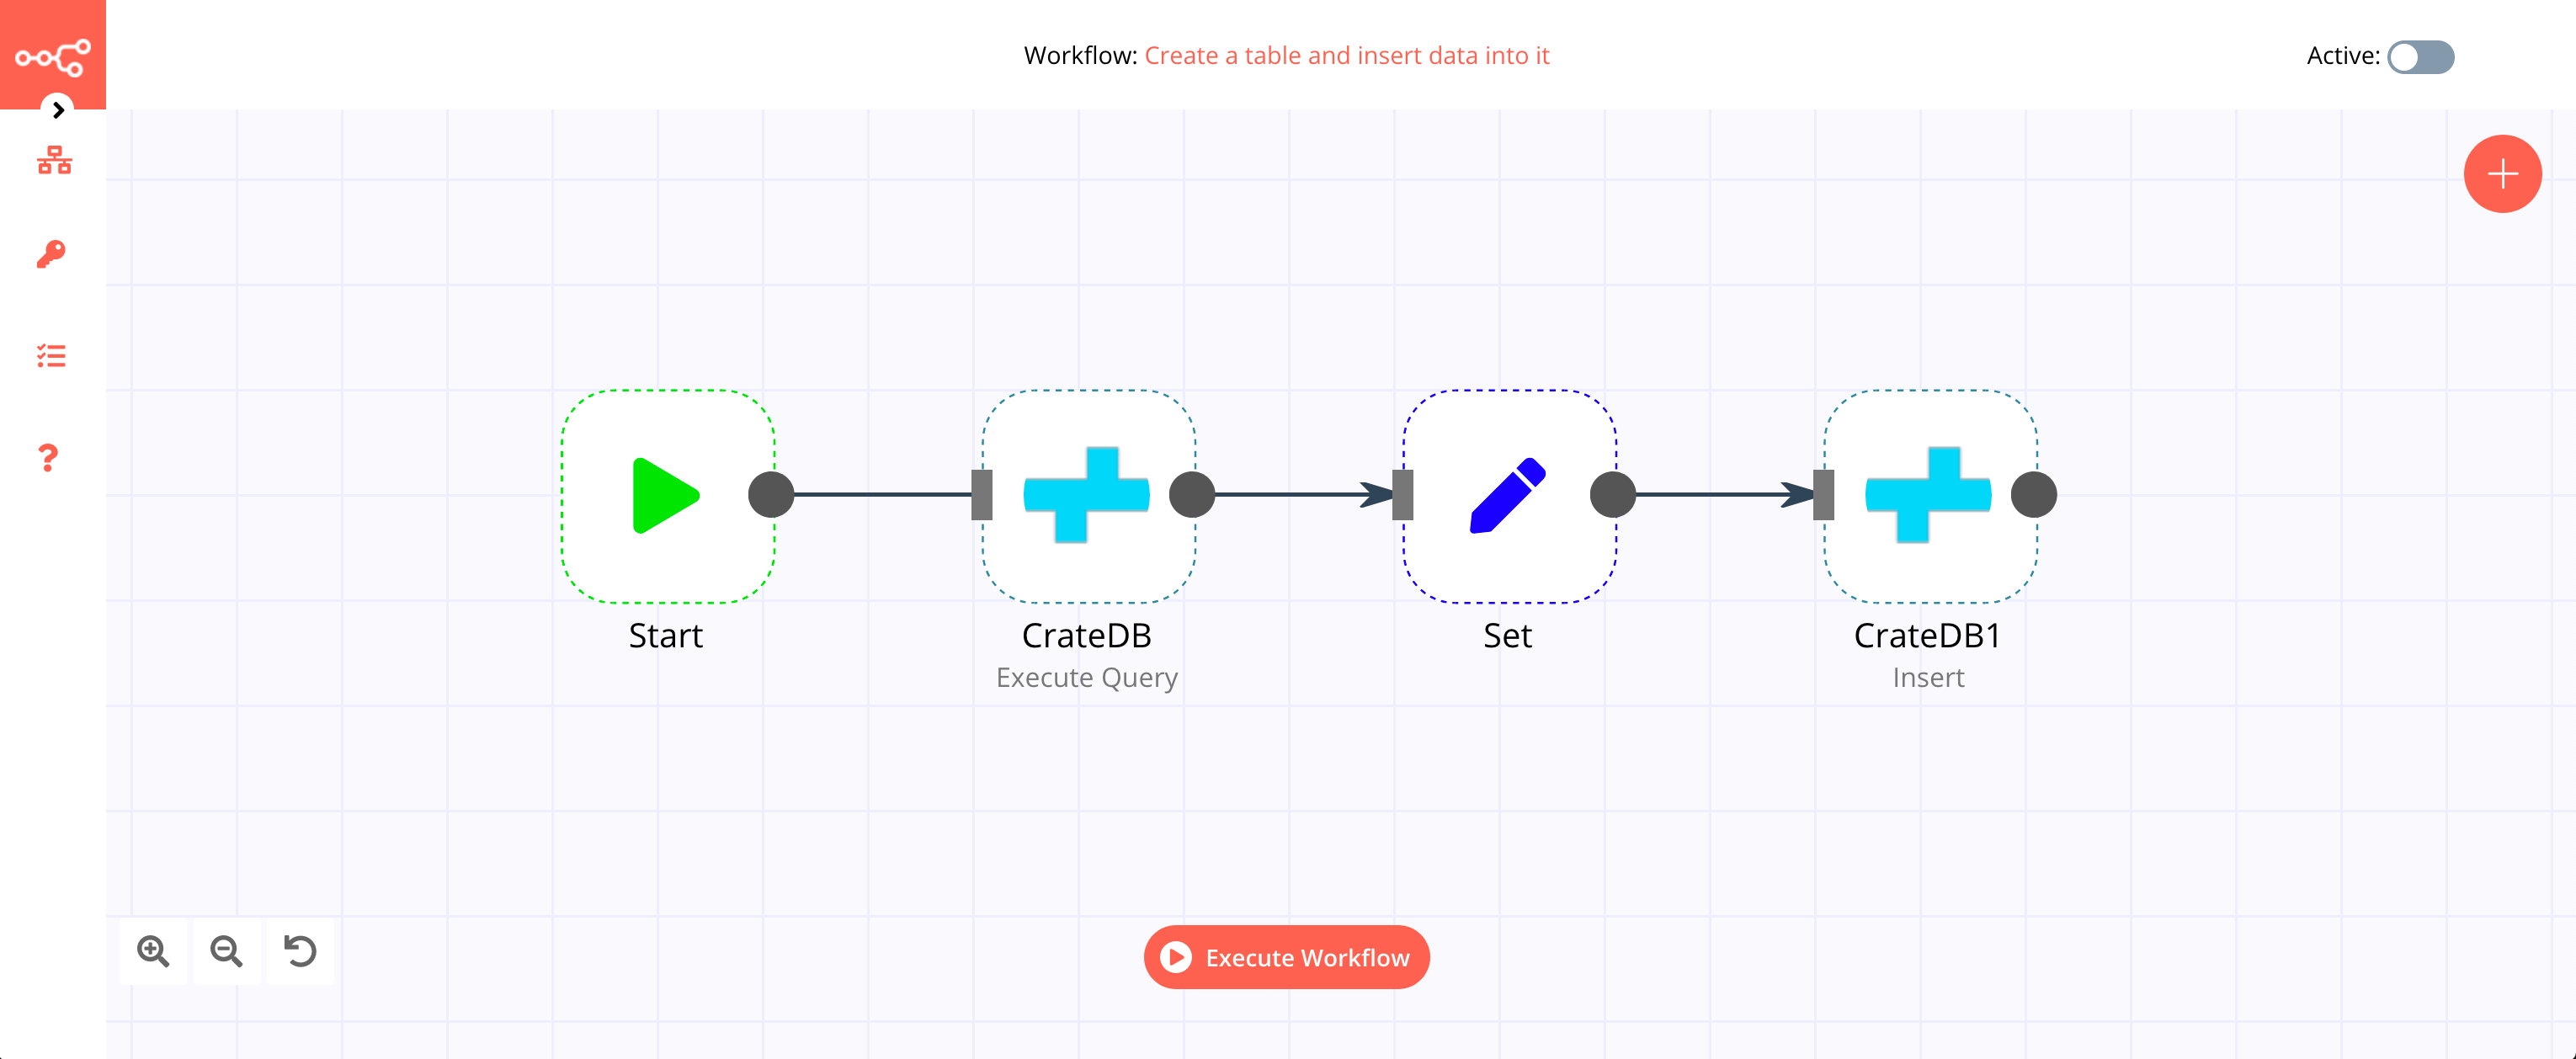 Workflow: Create a table and insert data into it
Active:
Start
CrateDB
Execute Query
Set
CrateDB1
Insert
Execute Workflow